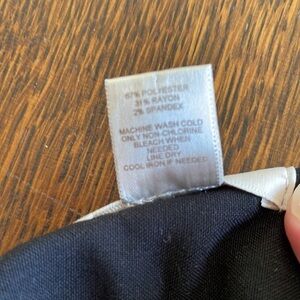 67% POLYESTER
31% RAYON
2% SPANDEX
MACHINE WASH COLD
ONLY NON-CHLORINE
BLEACH WHEN
NEEDED
LINE DRY
COOL IRON IF NEEDED